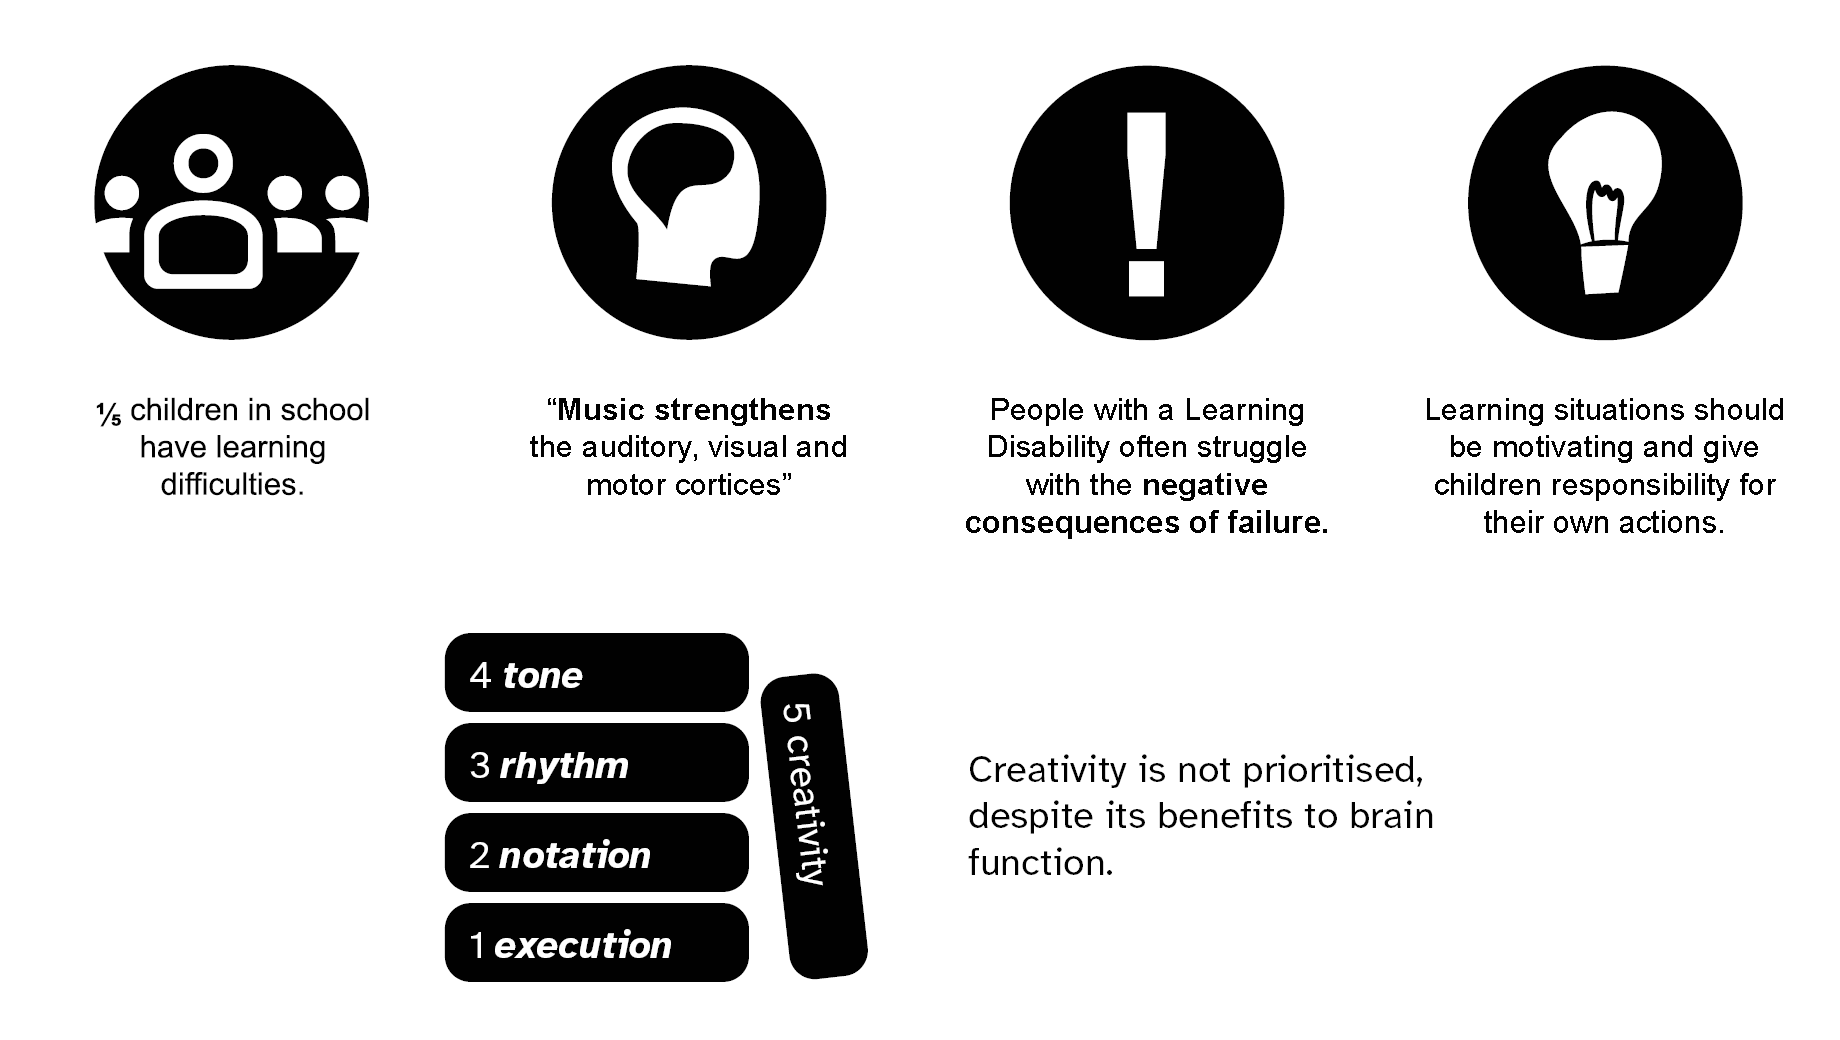 ⅕ children in school
have learning
difficulties.
“Music strengthens
the auditory, visual and
motor cortices”
People with a Learning
Disability often struggle
with the negative
consequences of failure.
Learning situations should
be motivating and give
children responsibility for
their own actions.
4 tone
3 rhythm
2 notation
1 execution
5 creativity
Creativity is not prioritised,
despite its benefits to brain
function.